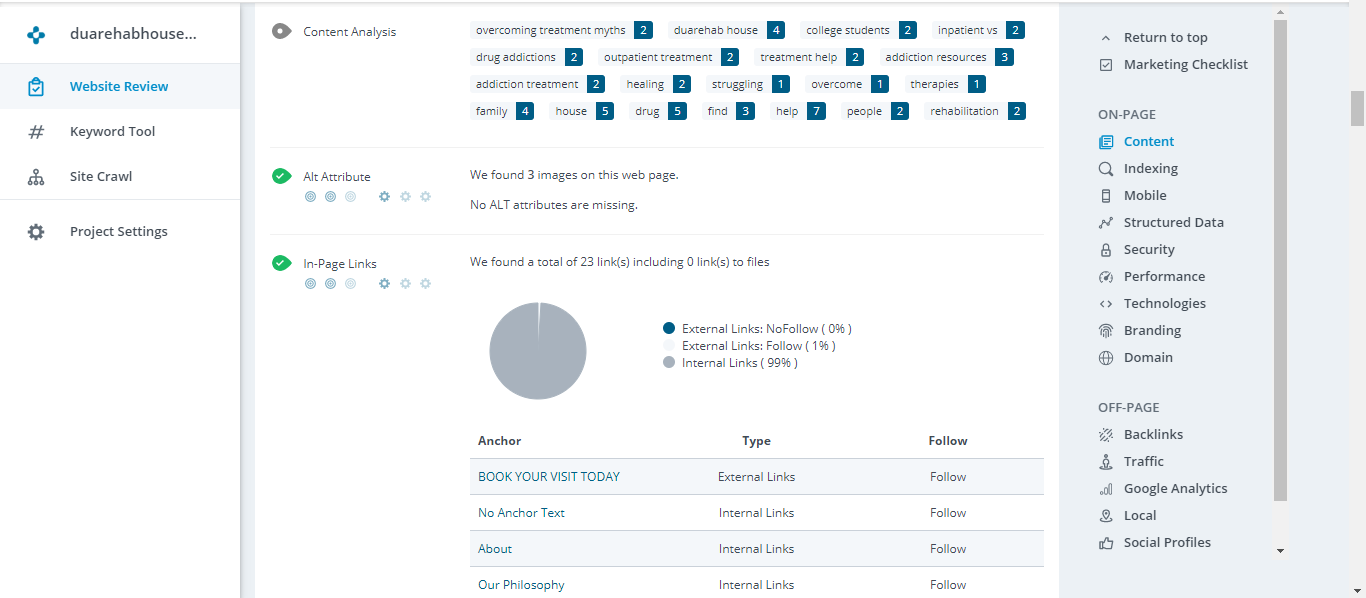 duarehabhouse...
Website Review
Keyword Tool
Site Crawl
Project Settings
Content Analysis
overcoming treatment myths 2 duarehab house 4 college students 2 inpatient vs 2
drug addictions 2 outpatient treatment 2 treatment help 2 addiction resources 3
addiction treatment 2 healing 2 struggling 1 overcome 1 therapies 1
family 4 house 5 drug 5 find 3 help 7 people 2 rehabilitation 2
Alt Attribute
We found 3 images on this web page.
No ALT attributes are missing.
In-Page Links
We found a total of 23 link(s) including 0 link(s) to files
External Links: NoFollow ( 0% )
External Links: Follow ( 1% )
Internal Links ( 99% )
Anchor Type Follow
BOOK YOUR VISIT TODAY External Links Follow
No Anchor Text Internal Links Follow
About Internal Links Follow
Our Philosophy Internal Links Follow
Return to top
Marketing Checklist
ON-PAGE
Content
Indexing
Mobile
Structured Data
Security
Performance
Technologies
Branding
Domain
OFF-PAGE
Backlinks
Traffic
Google Analytics
Local
Social Profiles